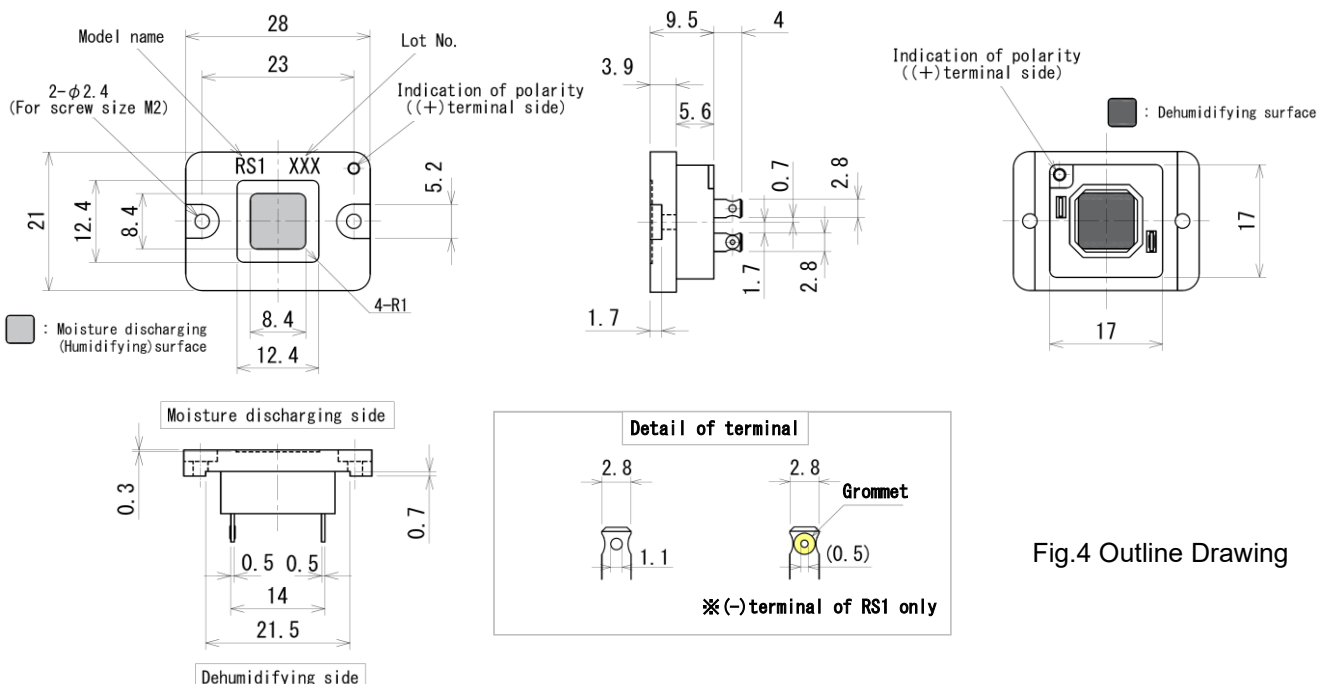 28
Model name
Lot No.
23
2-φ2.4
(For screw size M2)
Indication of polarity
((+)terminal side)
RS1 XXX
21
12.4
8.4
5.2
4-R1
8.4
12.4
: Moisture discharging
(Humidifying)surface
9.5
4
3.9
5.6
0.7
2.8
1.7
2.8
1.7
Indication of polarity
((+)terminal side)
: Dehumidifying surface
17
17
Moisture discharging side
0.3
0.7
0.5 0.5
14
21.5
Dehumidifying side
Detail of terminal
2.8
2.8
Grommet
1.1
(0.5)
※(-)terminal of RS1 only
Fig.4 Outline Drawing